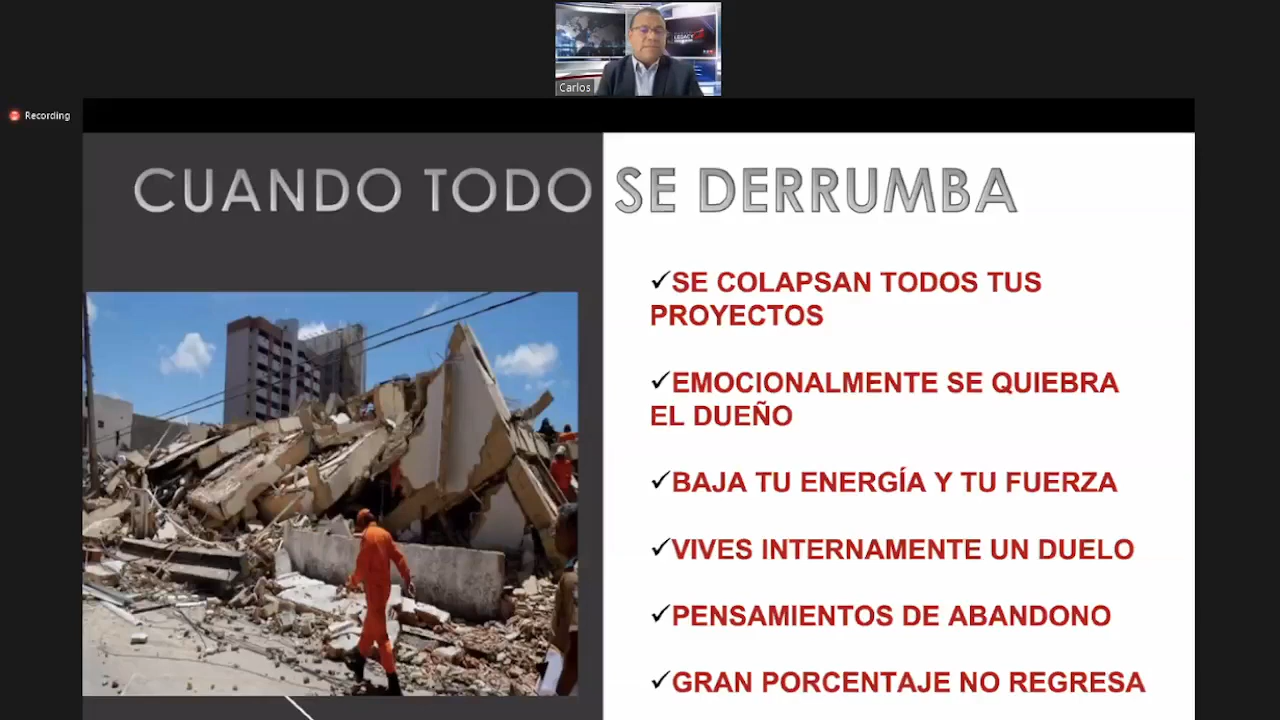 LEGACY
Carlos
Recording
CUANDO TODO SE DERRUMBA
✓SE COLAPSAN TODOS TUS
PROYECTOS
✓EMOCIONALMENTE SE QUIEBRA
EL DUEÑO
✓BAJA TU ENERGÍA Y TU FUERZA
✓VIVES INTERNAMENTE UN DUELO
✓PENSAMIENTOS DE ABANDONO
✓GRAN PORCENTAJE NO REGRESA